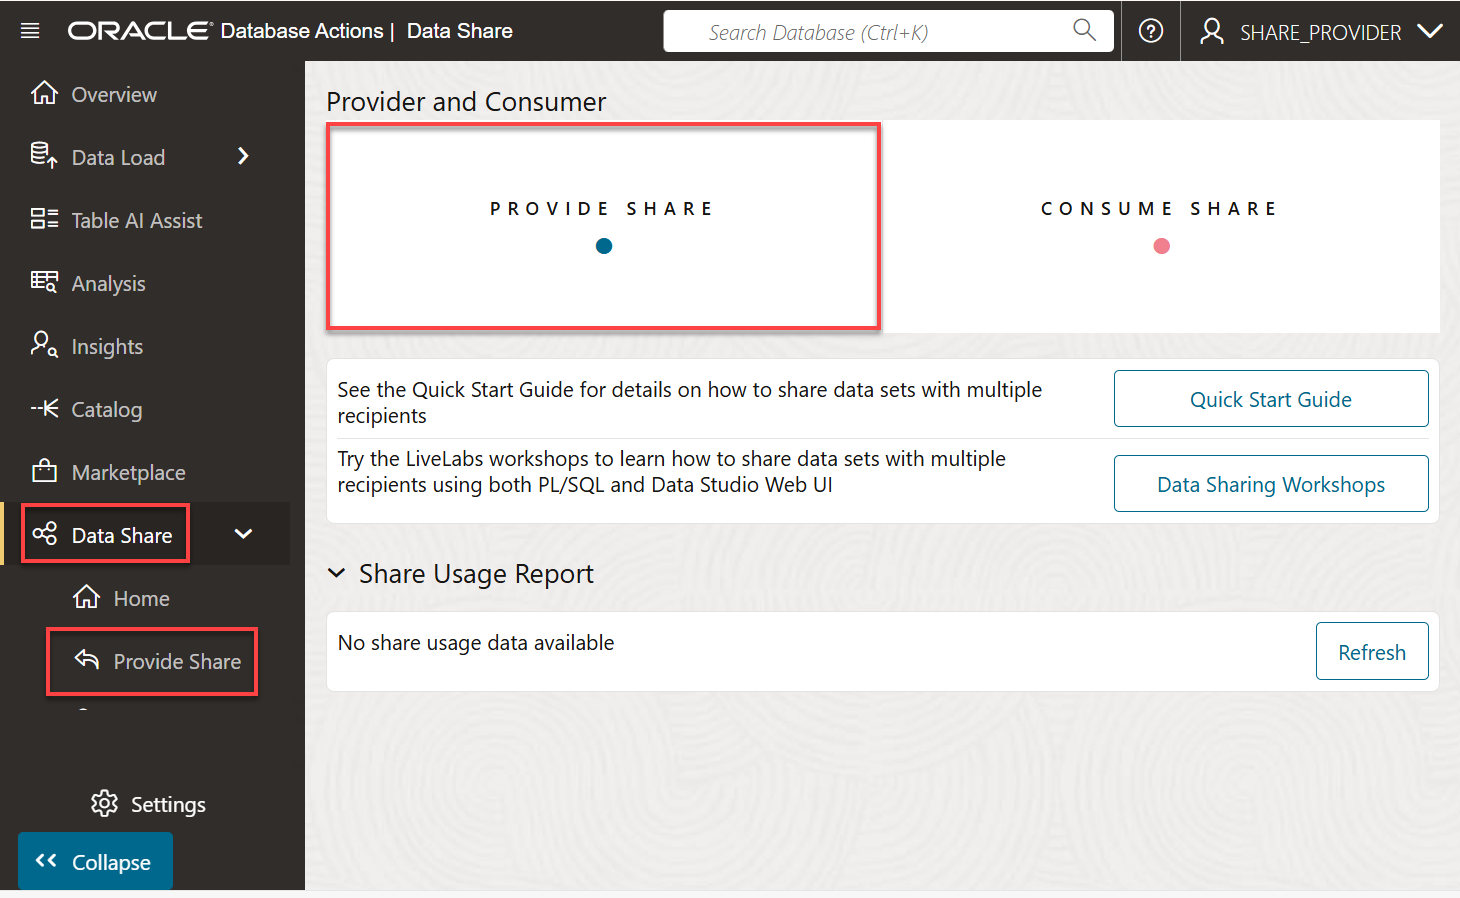 ORACLE Database Actions | Data Share
Search Database (Ctrl+K)
SHARE_PROVIDER
Overview
Data Load
Table AI Assist
Analysis
Insights
Catalog
Marketplace
Data Share
Home
Provide Share
Settings
Collapse
Provider and Consumer
PROVIDE SHARE
CONSUME SHARE
See the Quick Start Guide for details on how to share data sets with multiple
recipients
Quick Start Guide
Try the LiveLabs workshops to learn how to share data sets with multiple
recipients using both PL/SQL and Data Studio Web UI
Data Sharing Workshops
Share Usage Report
No share usage data available
Refresh